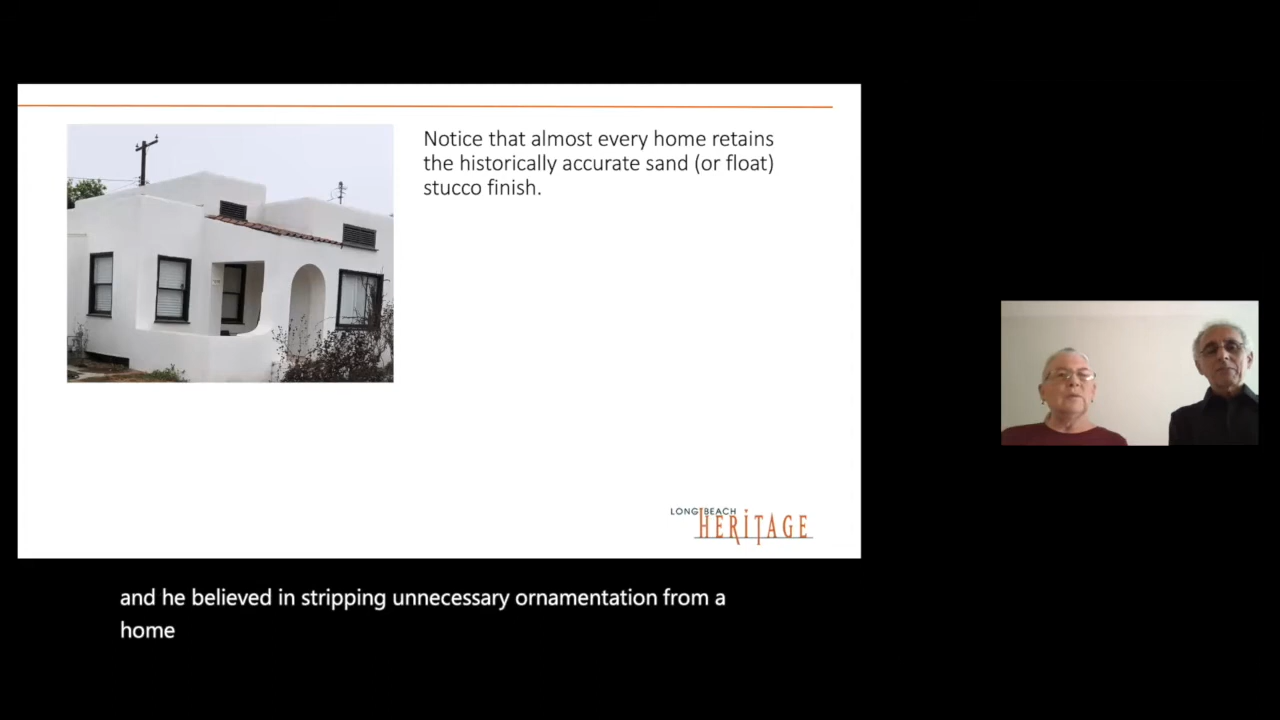 Notice that almost every home retains
the historically accurate sand (or float)
stucco finish.
LONG BEACH
HERITAGE
and he believed in stripping unnecessary ornamentation from a
home